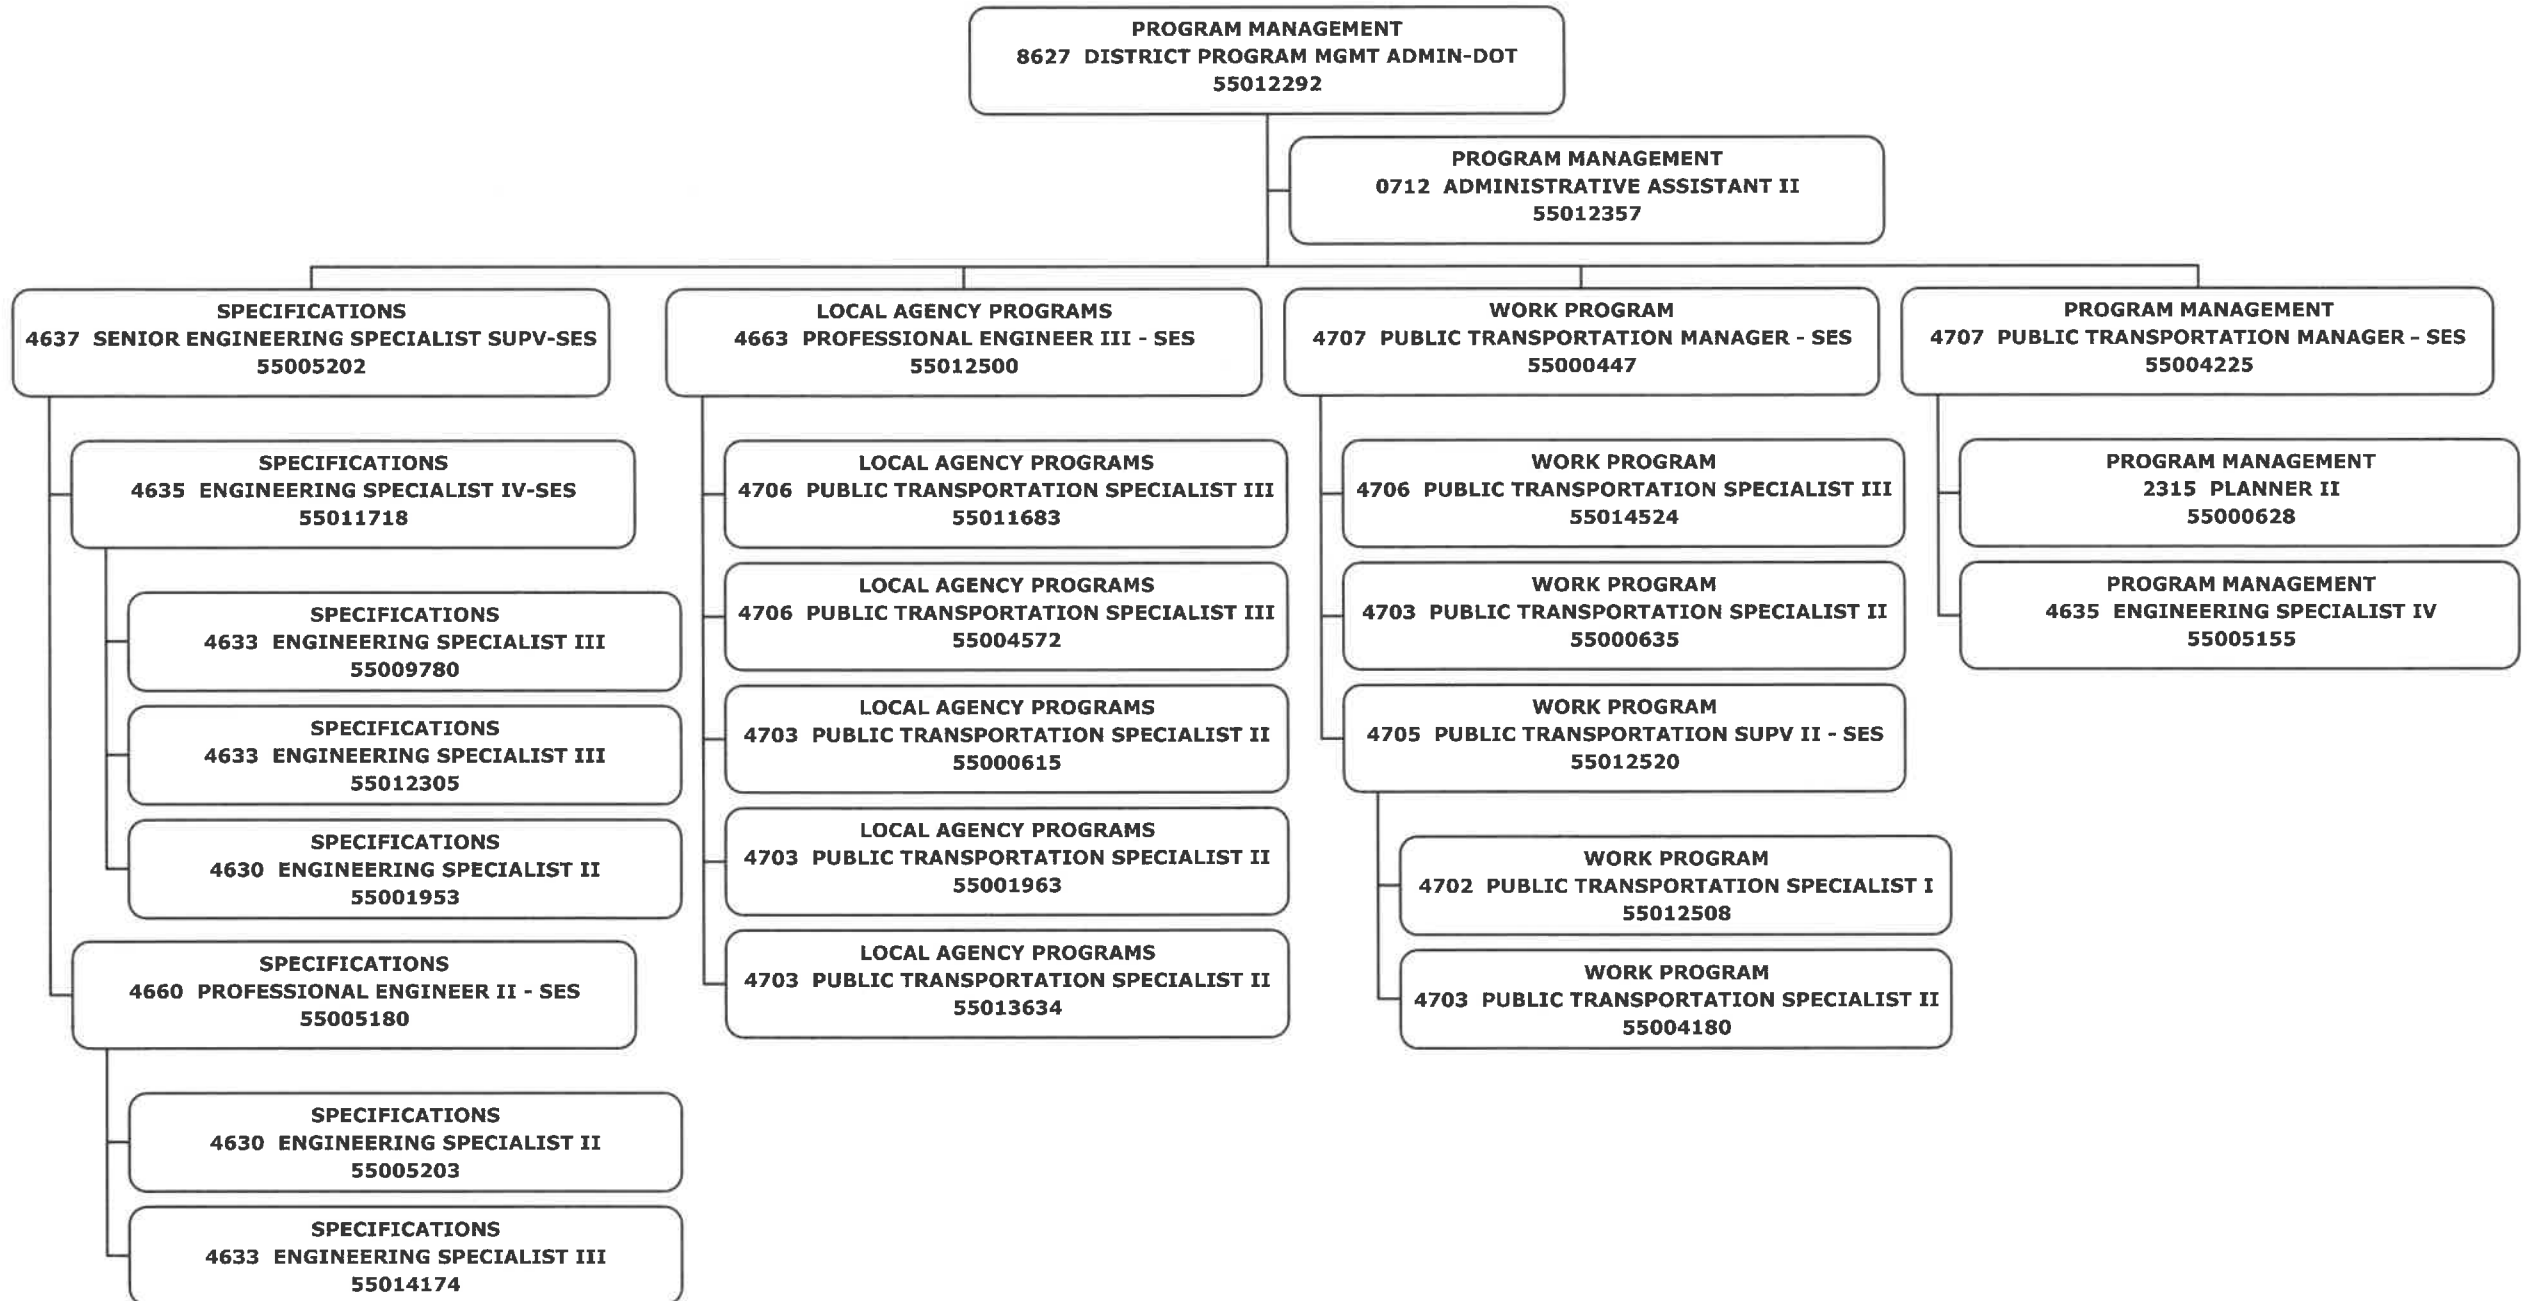 PROGRAM MANAGEMENT
8627 DISTRICT PROGRAM MGMT ADMIN-DOT
55012292
PROGRAM MANAGEMENT
0712 ADMINISTRATIVE ASSISTANT II
55012357
SPECIFICATIONS
4637 SENIOR ENGINEERING SPECIALIST SUPV-SES
55005202
SPECIFICATIONS
4635 ENGINEERING SPECIALIST IV-SES
55011718
SPECIFICATIONS
4633 ENGINEERING SPECIALIST III
55009780
SPECIFICATIONS
4633 ENGINEERING SPECIALIST III
55012305
SPECIFICATIONS
4630 ENGINEERING SPECIALIST II
55001953
SPECIFICATIONS
4660 PROFESSIONAL ENGINEER II - SES
55005180
SPECIFICATIONS
4630 ENGINEERING SPECIALIST II
55005203
SPECIFICATIONS
4633 ENGINEERING SPECIALIST III
55014174
LOCAL AGENCY PROGRAMS
4663 PROFESSIONAL ENGINEER III - SES
55012500
LOCAL AGENCY PROGRAMS
4706 PUBLIC TRANSPORTATION SPECIALIST III
55011683
LOCAL AGENCY PROGRAMS
4706 PUBLIC TRANSPORTATION SPECIALIST III
55004572
LOCAL AGENCY PROGRAMS
4703 PUBLIC TRANSPORTATION SPECIALIST II
55000615
LOCAL AGENCY PROGRAMS
4703 PUBLIC TRANSPORTATION SPECIALIST II
55001963
LOCAL AGENCY PROGRAMS
4703 PUBLIC TRANSPORTATION SPECIALIST II
55013634
WORK PROGRAM
4707 PUBLIC TRANSPORTATION MANAGER - SES
55000447
WORK PROGRAM
4706 PUBLIC TRANSPORTATION SPECIALIST III
55014524
WORK PROGRAM
4703 PUBLIC TRANSPORTATION SPECIALIST II
55000635
WORK PROGRAM
4705 PUBLIC TRANSPORTATION SUPV II - SES
55012520
WORK PROGRAM
4702 PUBLIC TRANSPORTATION SPECIALIST I
55012508
WORK PROGRAM
4703 PUBLIC TRANSPORTATION SPECIALIST II
55004180
PROGRAM MANAGEMENT
4707 PUBLIC TRANSPORTATION MANAGER - SES
55004225
PROGRAM MANAGEMENT
2315 PLANNER II
55000628
PROGRAM MANAGEMENT
4635 ENGINEERING SPECIALIST IV
55005155